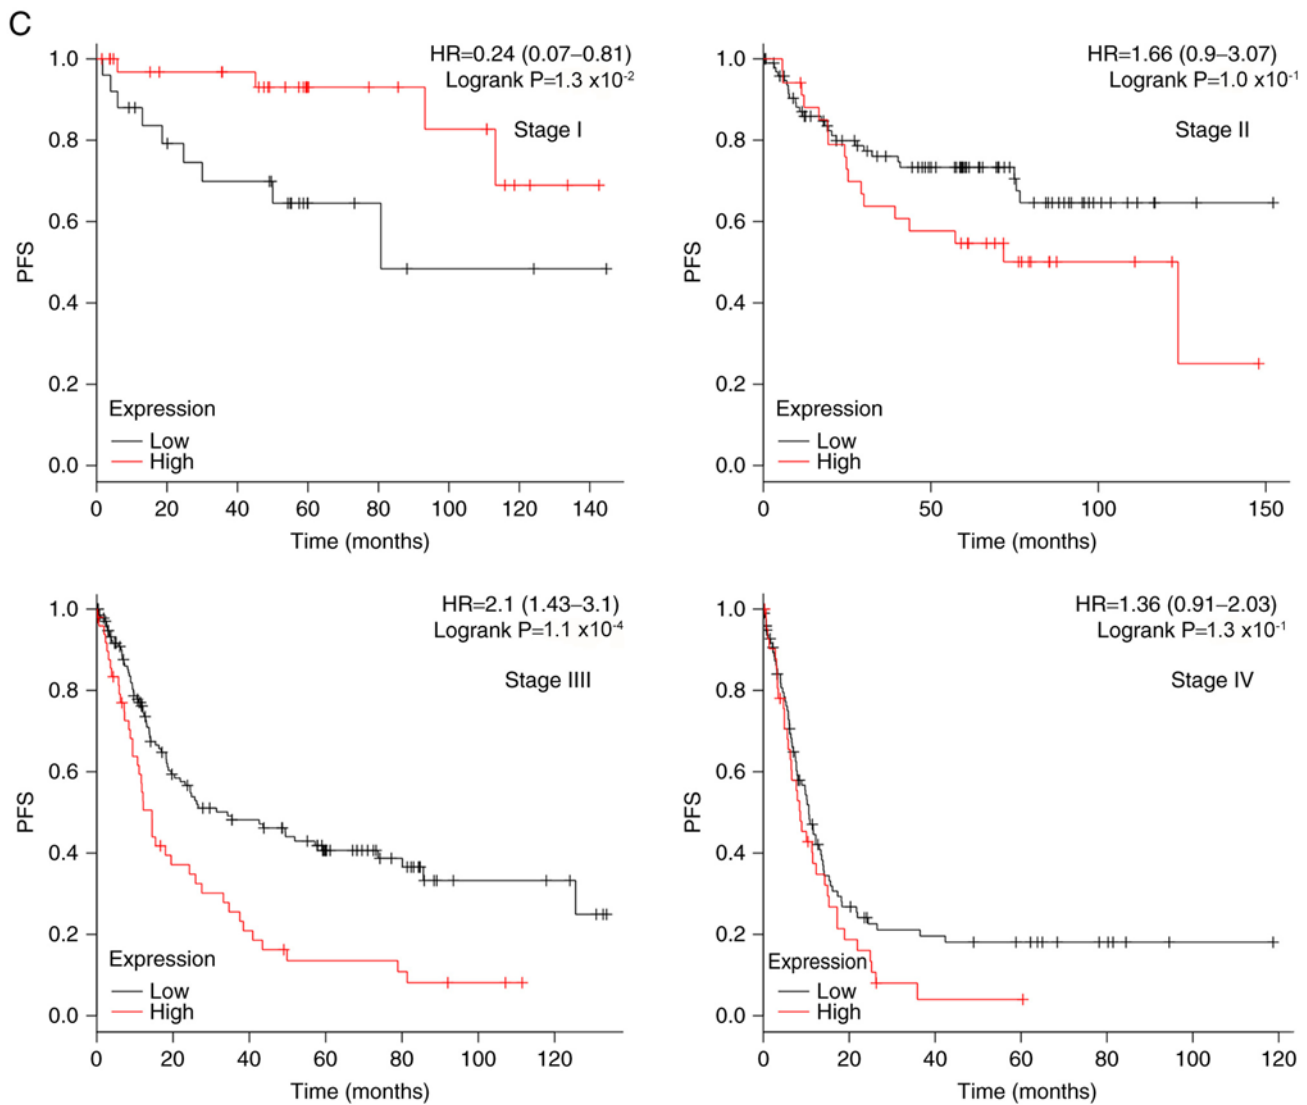 C
HR=0.24 (0.07–0.81)
Logrank P=1.3 x10-2
Stage I
PFS
1.0
0.8
0.6
0.4
0.2
0.0
Expression
Low
High
0 20 40 60 80 100 120 140
Time (months)
HR=1.66 (0.9–3.07)
Logrank P=1.0 x10-1
Stage II
PFS
1.0
0.8
0.6
0.4
0.2
0.0
Expression
Low
High
0 50 100 150
Time (months)
HR=2.1 (1.43–3.1)
Logrank P=1.1 x10-4
Stage IIII
PFS
1.0
0.8
0.6
0.4
0.2
0.0
Expression
Low
High
0 20 40 60 80 100 120
Time (months)
HR=1.36 (0.91–2.03)
Logrank P=1.3 x10-1
Stage IV
PFS
1.0
0.8
0.6
0.4
0.2
0.0
Expression
Low
High
0 20 40 60 80 100 120
Time (months)